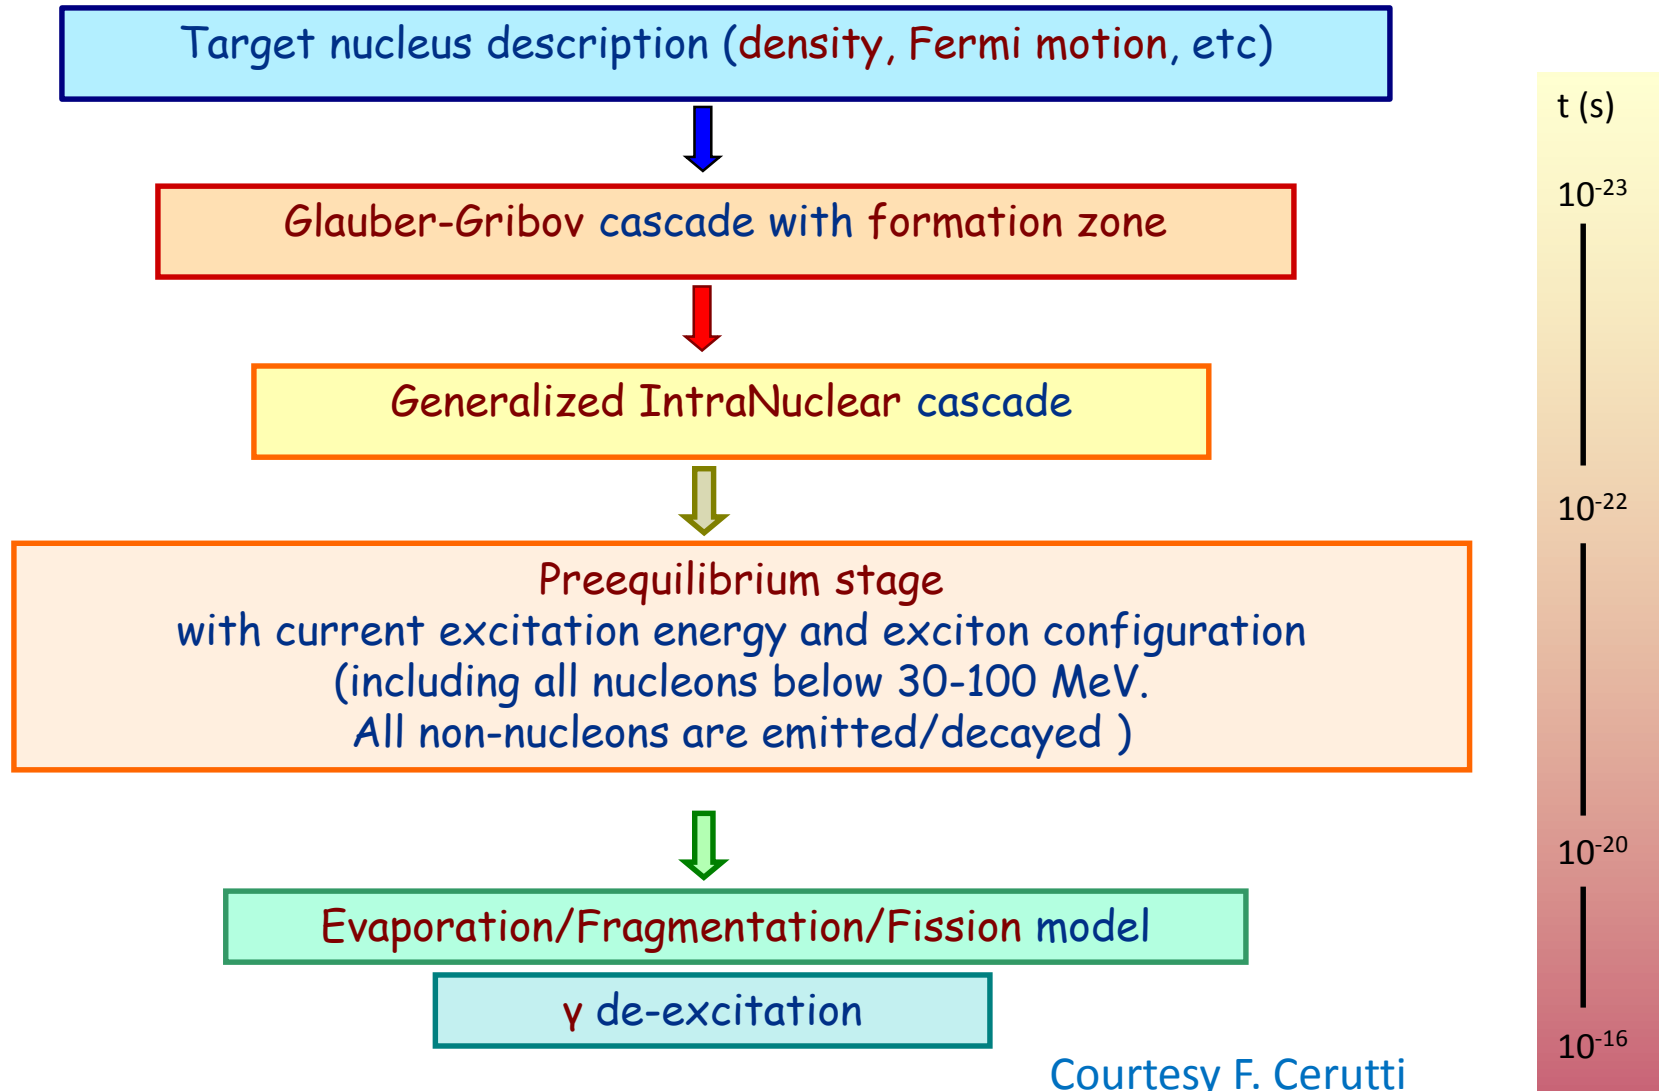 Target nucleus description (density, Fermi motion, etc)
t (s)
10⁻²³
Glauber-Gribov cascade with formation zone
Generalized IntraNuclear cascade
10⁻²²
Preequilibrium stage
with current excitation energy and exciton configuration
(including all nucleons below 30-100 MeV.
All non-nucleons are emitted/decayed )
10⁻²⁰
Evaporation/Fragmentation/Fission model
γ de-excitation
10⁻¹⁶
Courtesy F. Cerutti